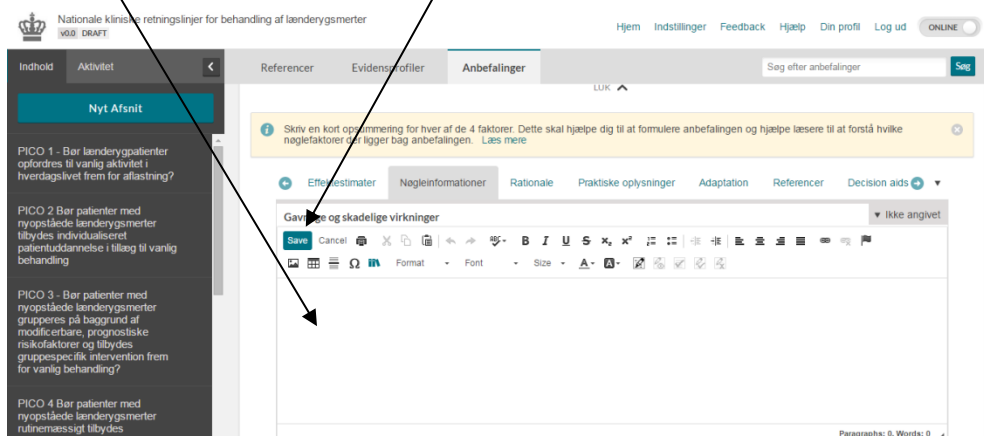 Nationale kliniske retningslinjer for behandling af lænderygsmerter
v0.0 DRAFT
Hjem Indstillinger Feedback Hjælp Din profil Log ud ONLINE
Indhold Aktivitet
Referencer Evidensprofiler Anbefalinger Søg efter anbefalinger Søg
LUK
Nyt Afsnit
Skriv en kort opsummering for hver af de 4 faktorer. Dette skal hjælpe dig til at formulere anbefalingen og hjælpe læsere til at forstå hvilke
nøglefaktorer der ligger bag anbefalingen. Læs mere
PICO 1 - Bør lænderygpatienter
opfordres til vanlig aktivitet i
hverdagslivet frem for aflastning?
Effektestimater Nøgleinformationer Rationale Praktiske oplysninger Adaptation Referencer Decision aids
PICO 2 Bør patienter med
nyopståede lænderygsmerter
tilbydes individualiseret
patientuddannelse i tillæg til vanlig
behandling
Gavnlige og skadelige virkninger
Ikke angivet
Save Cancel
Format Font Size
PICO 3 - Bør patienter med
nyopståede lænderygsmerter
grupperes på baggrund af
modificerbare, prognostiske
risikofaktorer og tilbydes
gruppespecifik intervention frem
for vanlig behandling?
PICO 4 Bør patienter med
nyopståede lænderygsmerter
rutinemæssigt tilbydes
Paragraphs: 0, Words: 0